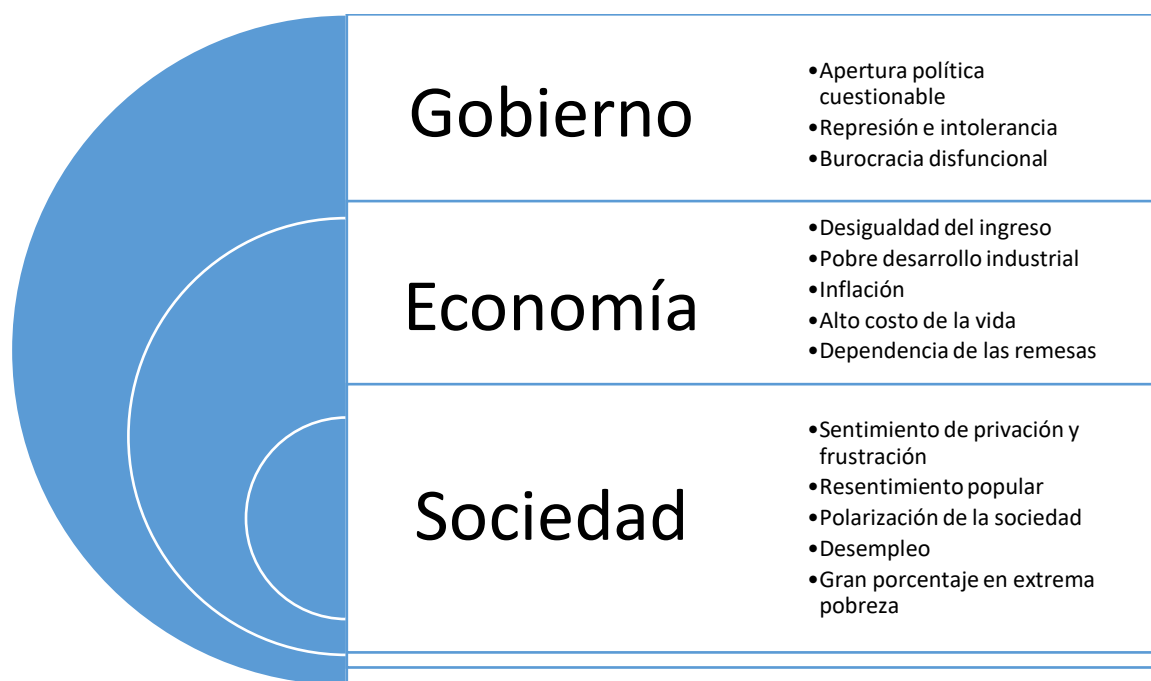 Gobierno
•Apertura política
cuestionable
•Represión e intolerancia
•Burocracia disfuncional
Economía
•Desigualdad del ingreso
•Pobre desarrollo industrial
•Inflación
•Alto costo de la vida
•Dependencia de las remesas
Sociedad
•Sentimiento de privación y
frustración
•Resentimiento popular
•Polarización de la sociedad
•Desempleo
•Gran porcentaje en extrema
pobreza